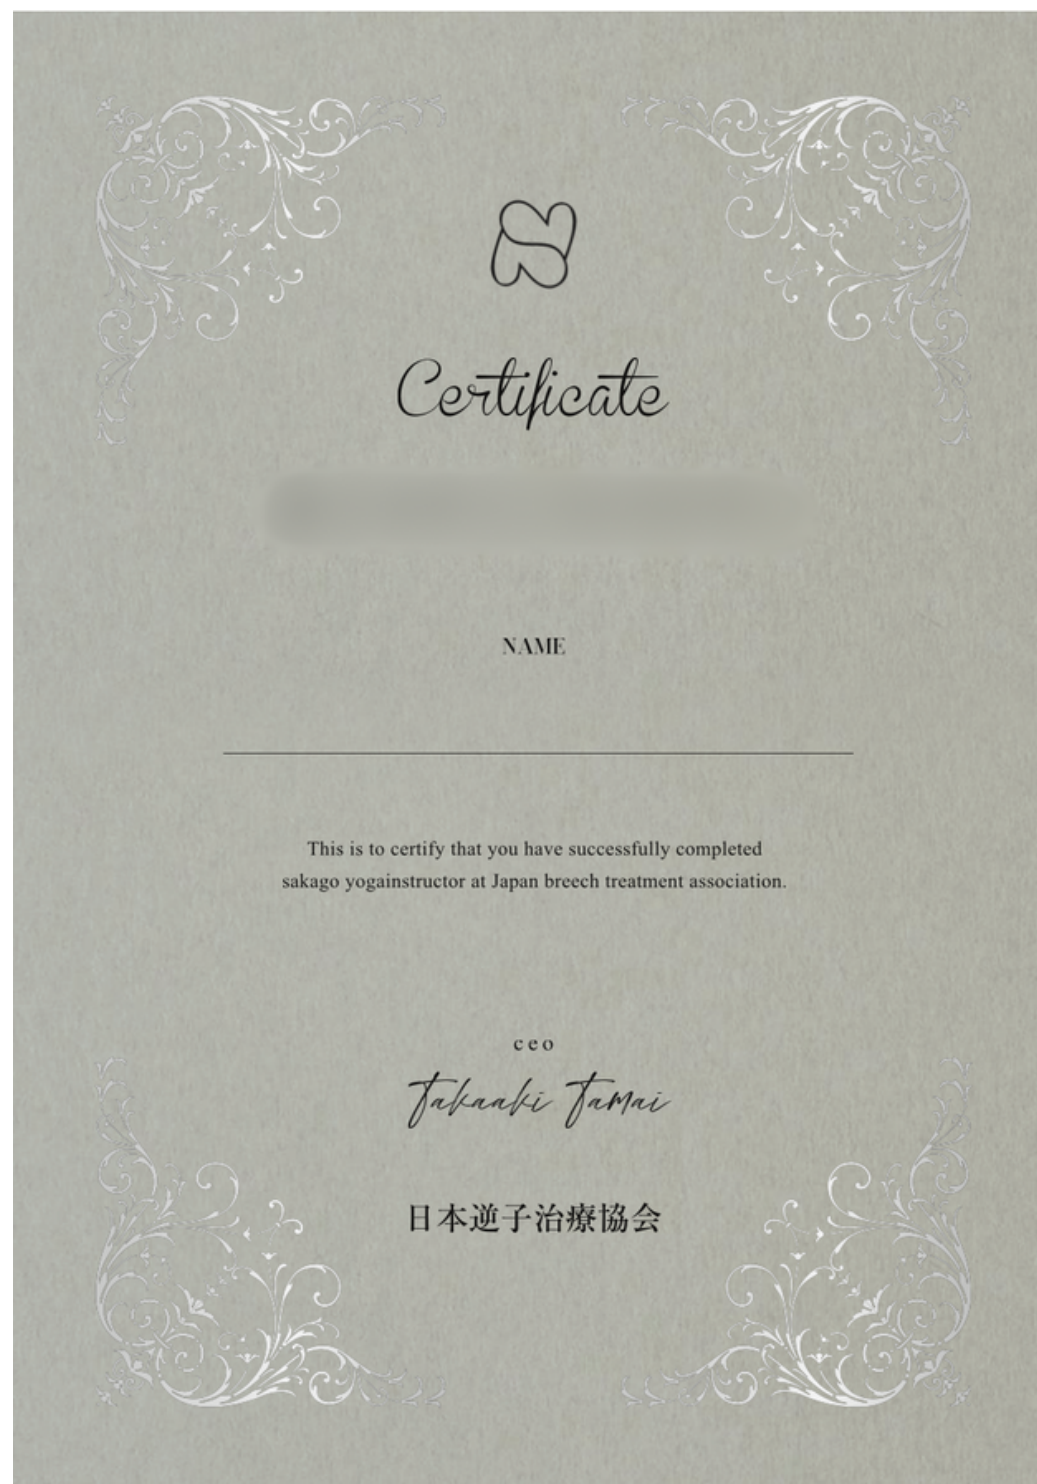 Certificate
NAME
This is to certify that you have successfully completed
sakago yogainstructor at Japan breech treatment association.
ceo
Takaaki Tamai
日本逆子治療協会